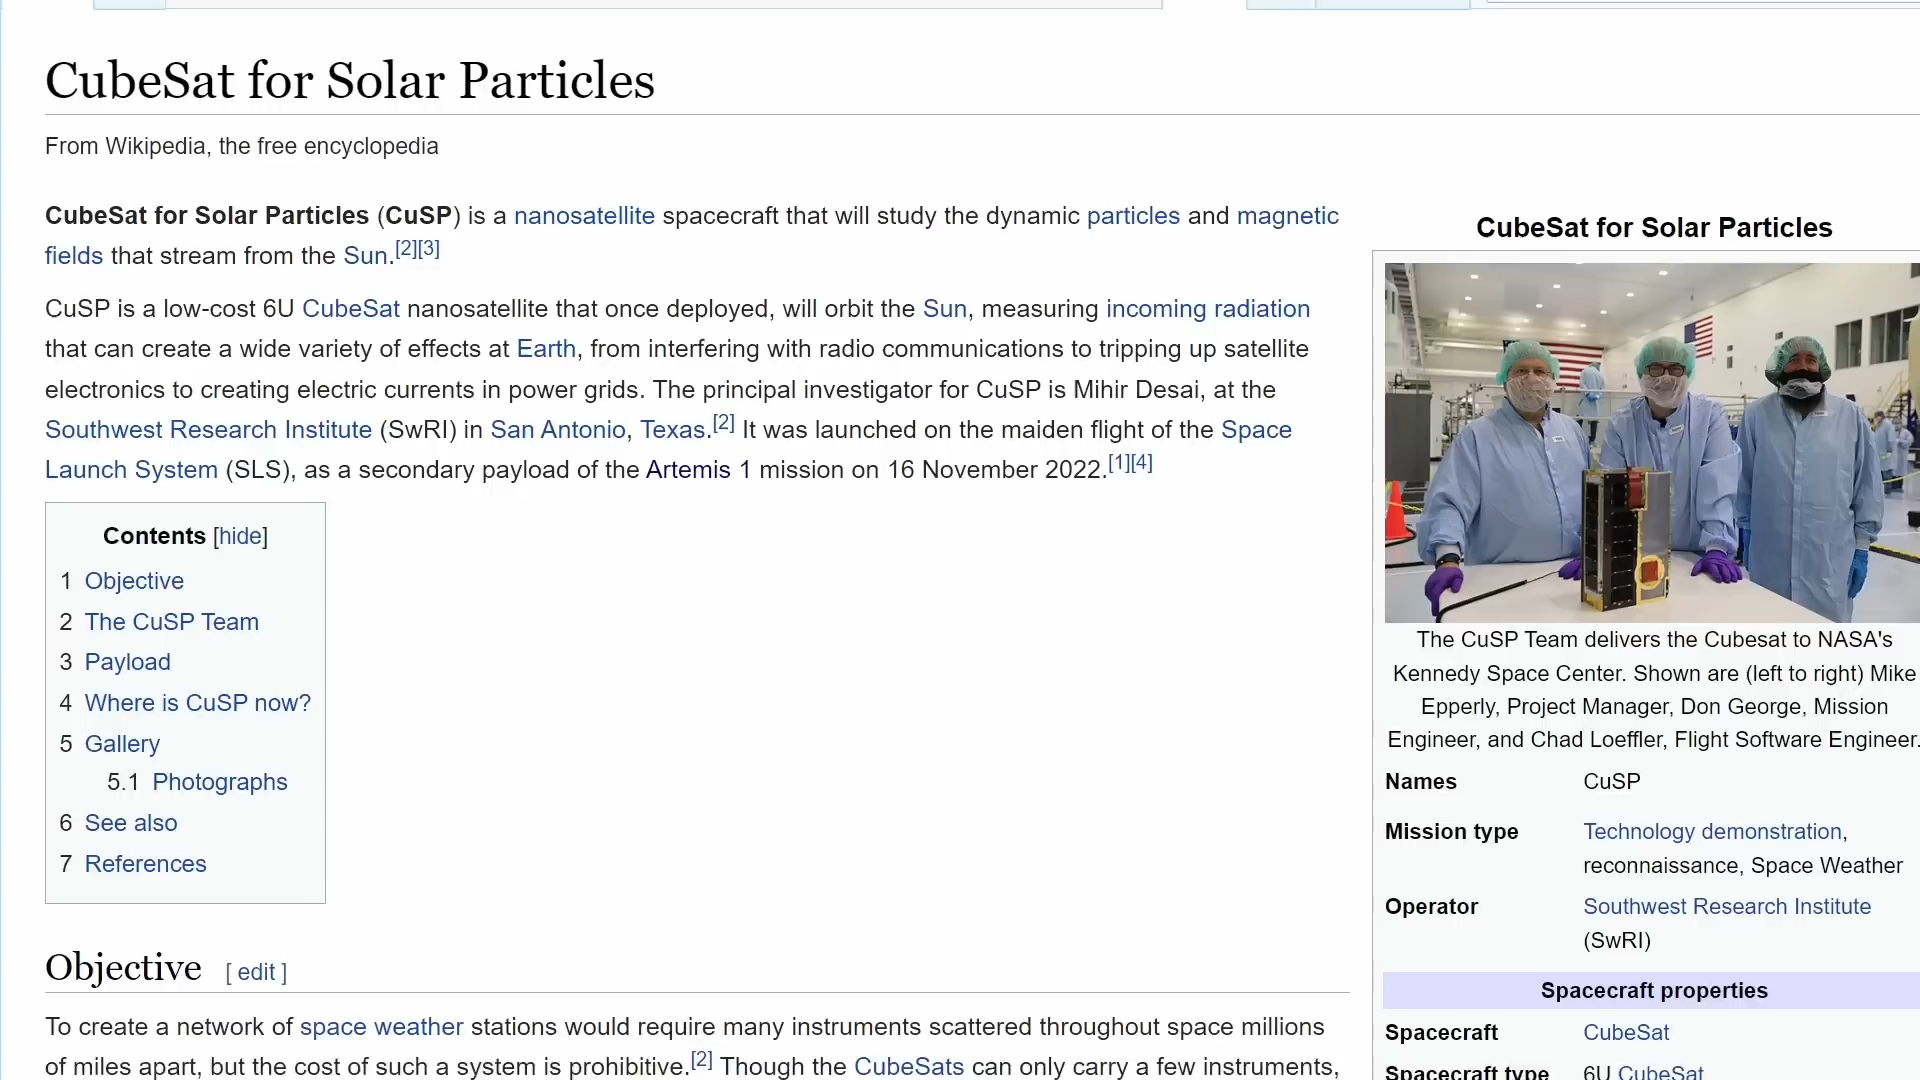 CubeSat for Solar Particles
From Wikipedia, the free encyclopedia
CubeSat for Solar Particles (CuSP) is a nanosatellite spacecraft that will study the dynamic particles and magnetic
fields that stream from the Sun.[2][3]
CuSP is a low-cost 6U CubeSat nanosatellite that once deployed, will orbit the Sun, measuring incoming radiation
that can create a wide variety of effects at Earth, from interfering with radio communications to tripping up satellite
electronics to creating electric currents in power grids. The principal investigator for CuSP is Mihir Desai, at the
Southwest Research Institute (SwRI) in San Antonio, Texas.[2] It was launched on the maiden flight of the Space
Launch System (SLS), as a secondary payload of the Artemis 1 mission on 16 November 2022.[1][4]
Contents [hide]
1 Objective
2 The CuSP Team
3 Payload
4 Where is CuSP now?
5 Gallery
5.1 Photographs
6 See also
7 References
Objective [ edit ]
To create a network of space weather stations would require many instruments scattered throughout space millions
of miles apart, but the cost of such a system is prohibitive.[2] Though the CubeSats can only carry a few instruments,
CubeSat for Solar Particles
The CuSP Team delivers the Cubesat to NASA's
Kennedy Space Center. Shown are (left to right) Mike
Epperly, Project Manager, Don George, Mission
Engineer, and Chad Loeffler, Flight Software Engineer.
Names CuSP
Mission type Technology demonstration,
reconnaissance, Space Weather
Operator Southwest Research Institute
(SwRI)
Spacecraft properties
Spacecraft CubeSat
Spacecraft type 6U CubeSat